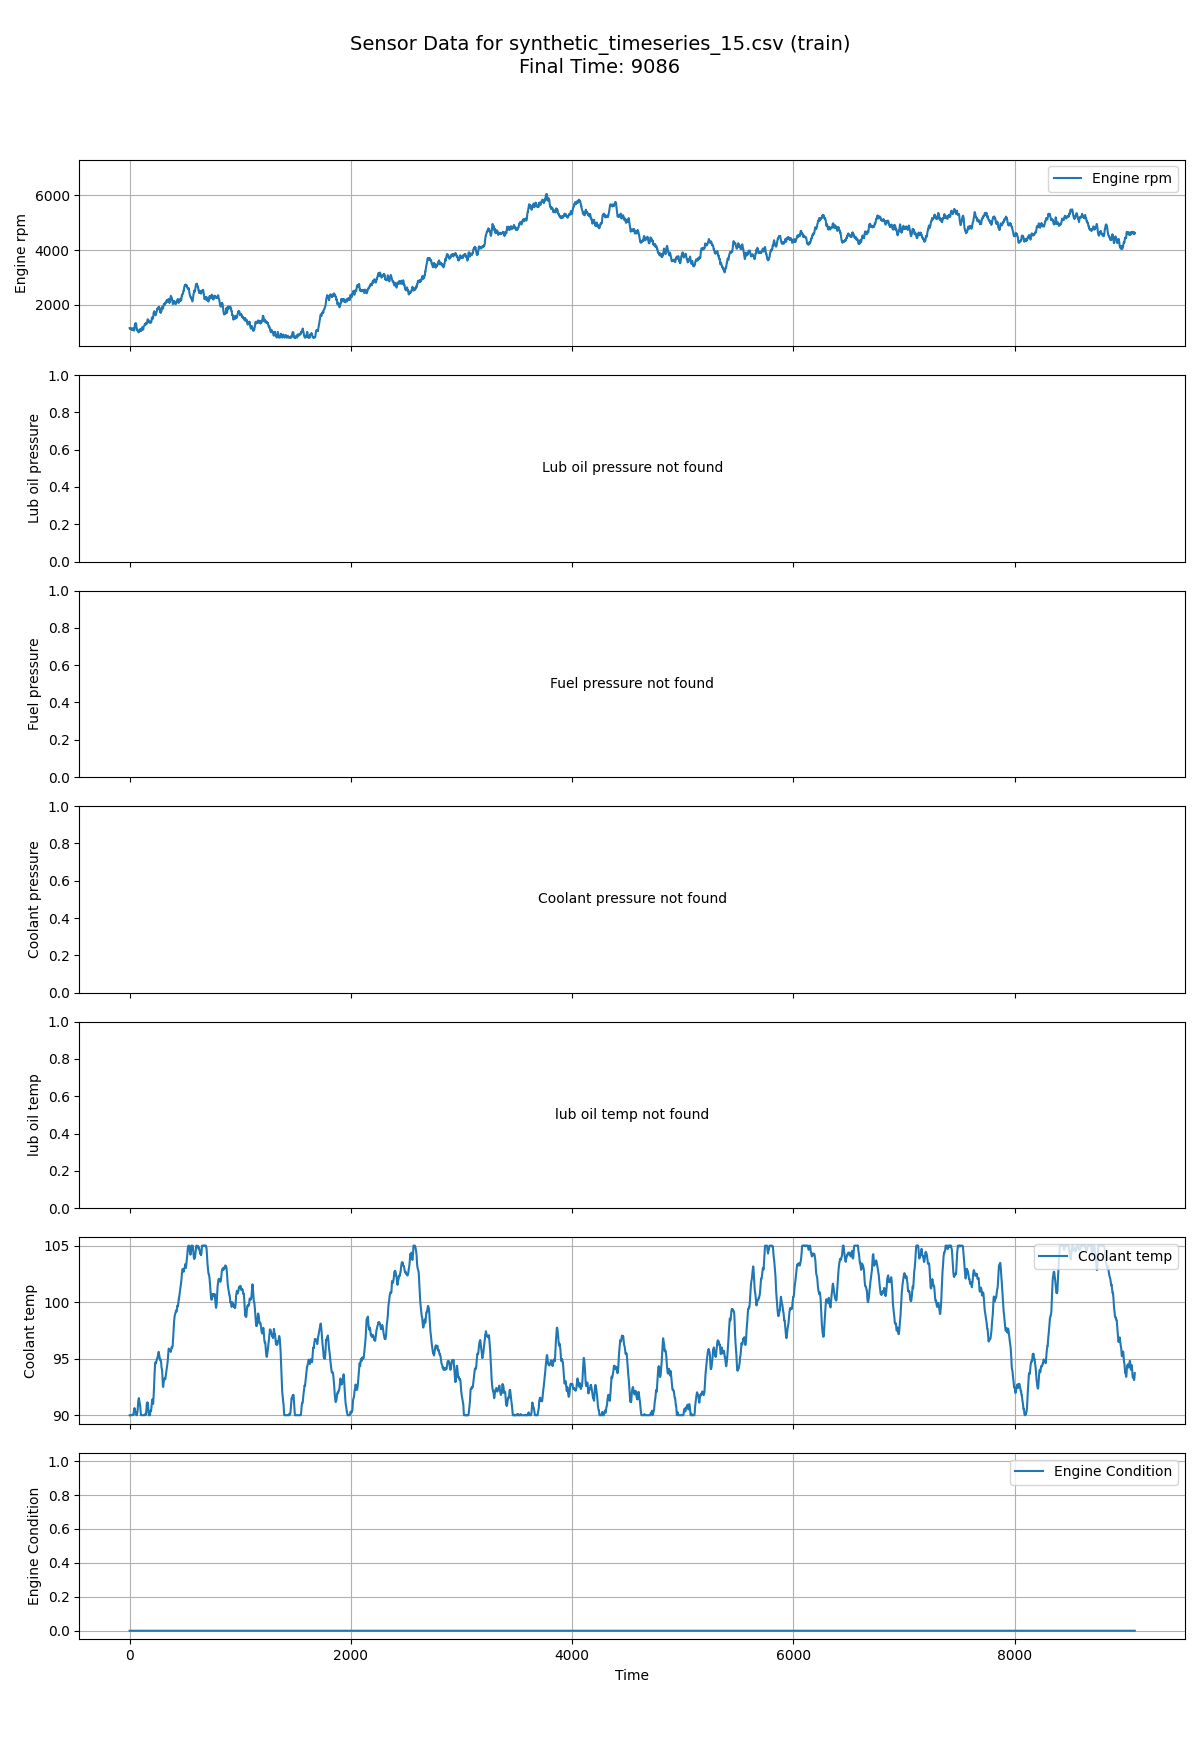 Sensor Data for synthetic_timeseries_15.csv (train)
Final Time: 9086
Engine rpm
6000
4000
2000
Engine rpm
Lub oil pressure
1.0
0.8
0.6
0.4
0.2
0.0
Lub oil pressure not found
Fuel pressure
1.0
0.8
0.6
0.4
0.2
0.0
Fuel pressure not found
Coolant pressure
1.0
0.8
0.6
0.4
0.2
0.0
Coolant pressure not found
lub oil temp
1.0
0.8
0.6
0.4
0.2
0.0
lub oil temp not found
Coolant temp
105
100
95
90
Coolant temp
Engine Condition
1.0
0.8
0.6
0.4
0.2
0.0
Engine Condition
0 2000 4000 6000 8000
Time